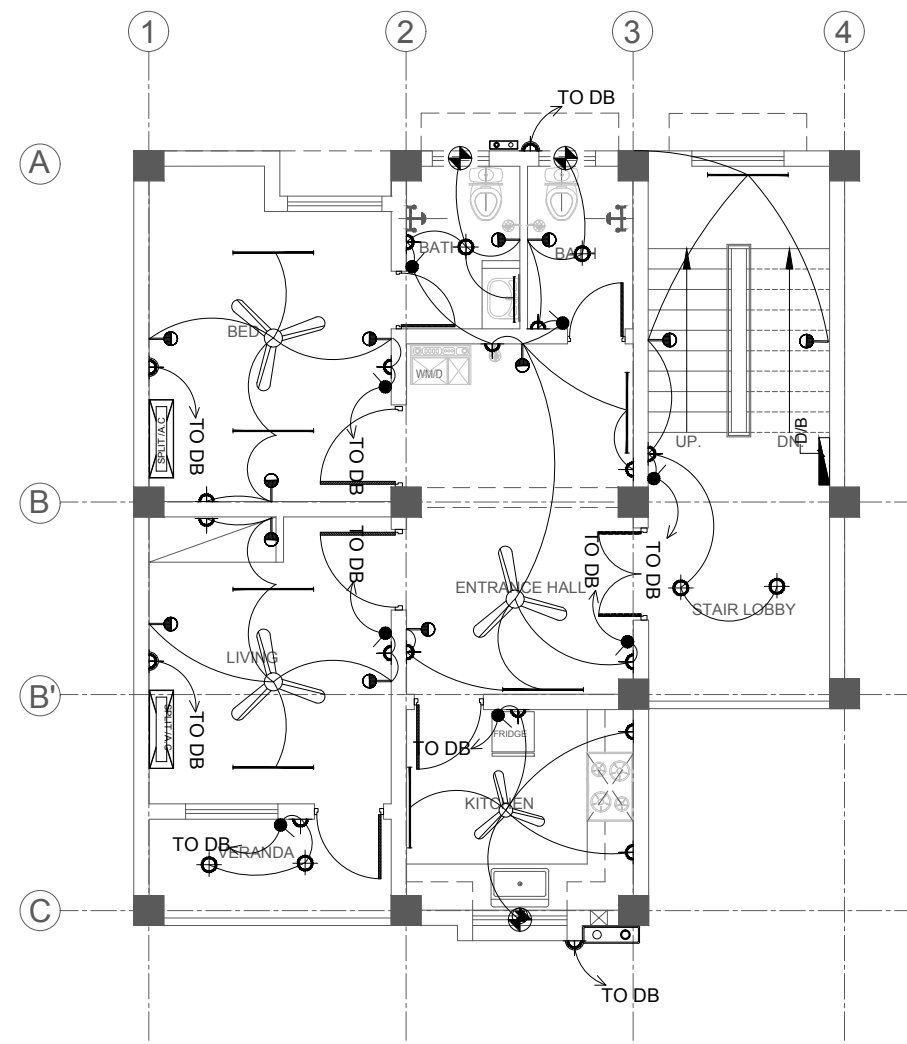 1
2
3
4
TO DB
A
BATH
BATH
BED
WM/D
SPLIT /A.C
TO DB
TO DB
UP.
DN.
D/B
B
TO DB
TO DB
TO DB
ENTRANCE HALL
STAIR LOBBY
LIVING
B'
SPLIT /A.C
TO DB
TO DB
FRIDGE
KITCHEN
TO DB
VERANDA
C
TO DB